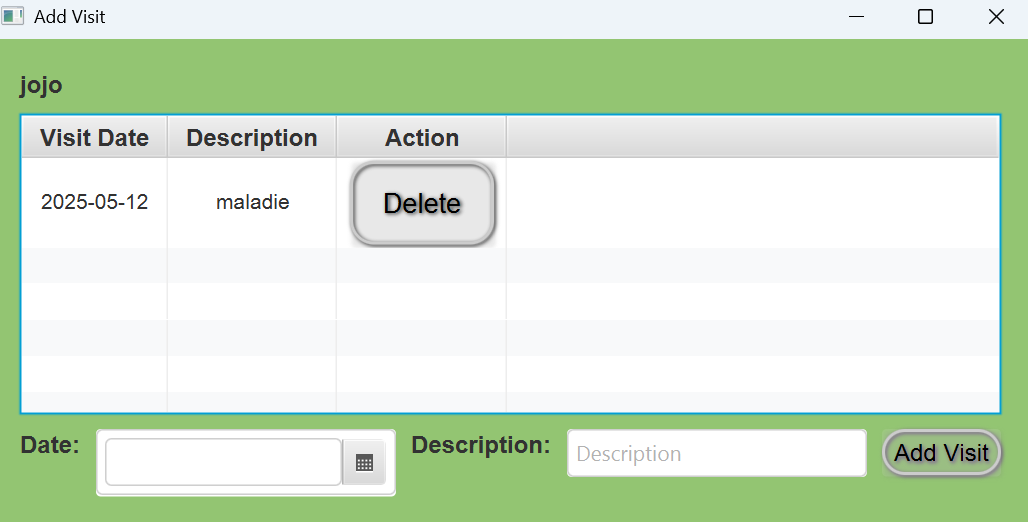 Add Visit
jojo
Visit Date Description Action
2025-05-12 maladie Delete
Date: Description: Description Add Visit